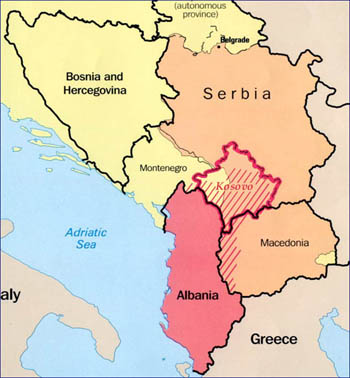 (autonomous
province)
Belgrade
Bosnia and
Hercegovina
Serbia
Montenegro
Kosovo
Adriatic
Sea
Macedonia
aly
Albania
Greece